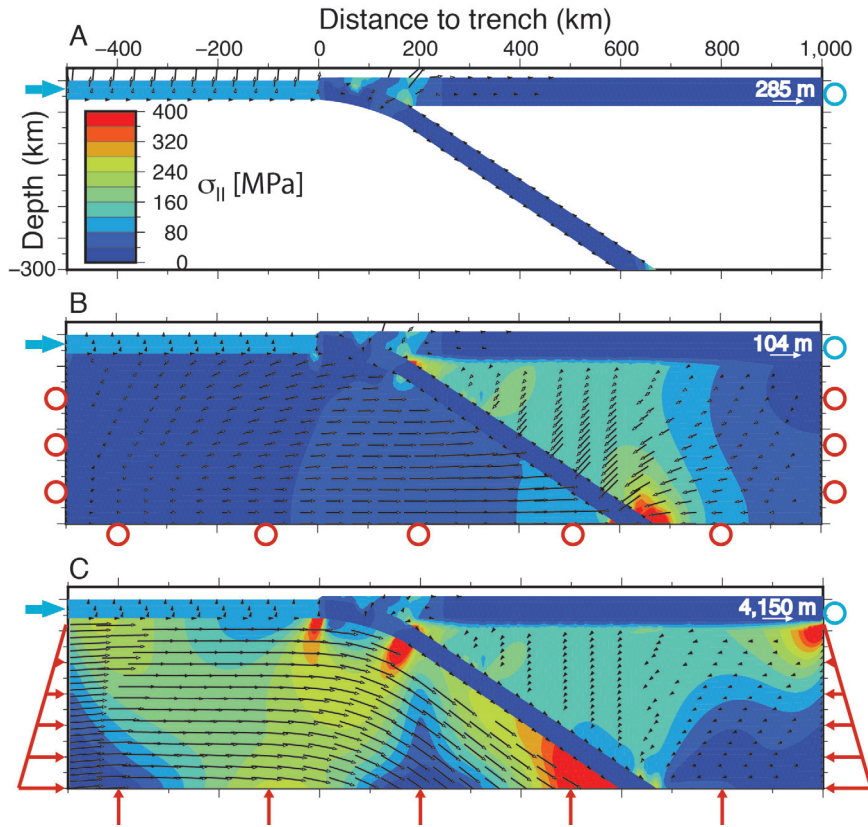 Distance to trench (km)
A
−400 −200 0 200 400 600 800 1,000
285 m
400
320
240
160
80
0
σII [MPa]
Depth (km)
−300
B
104 m
C
4,150 m